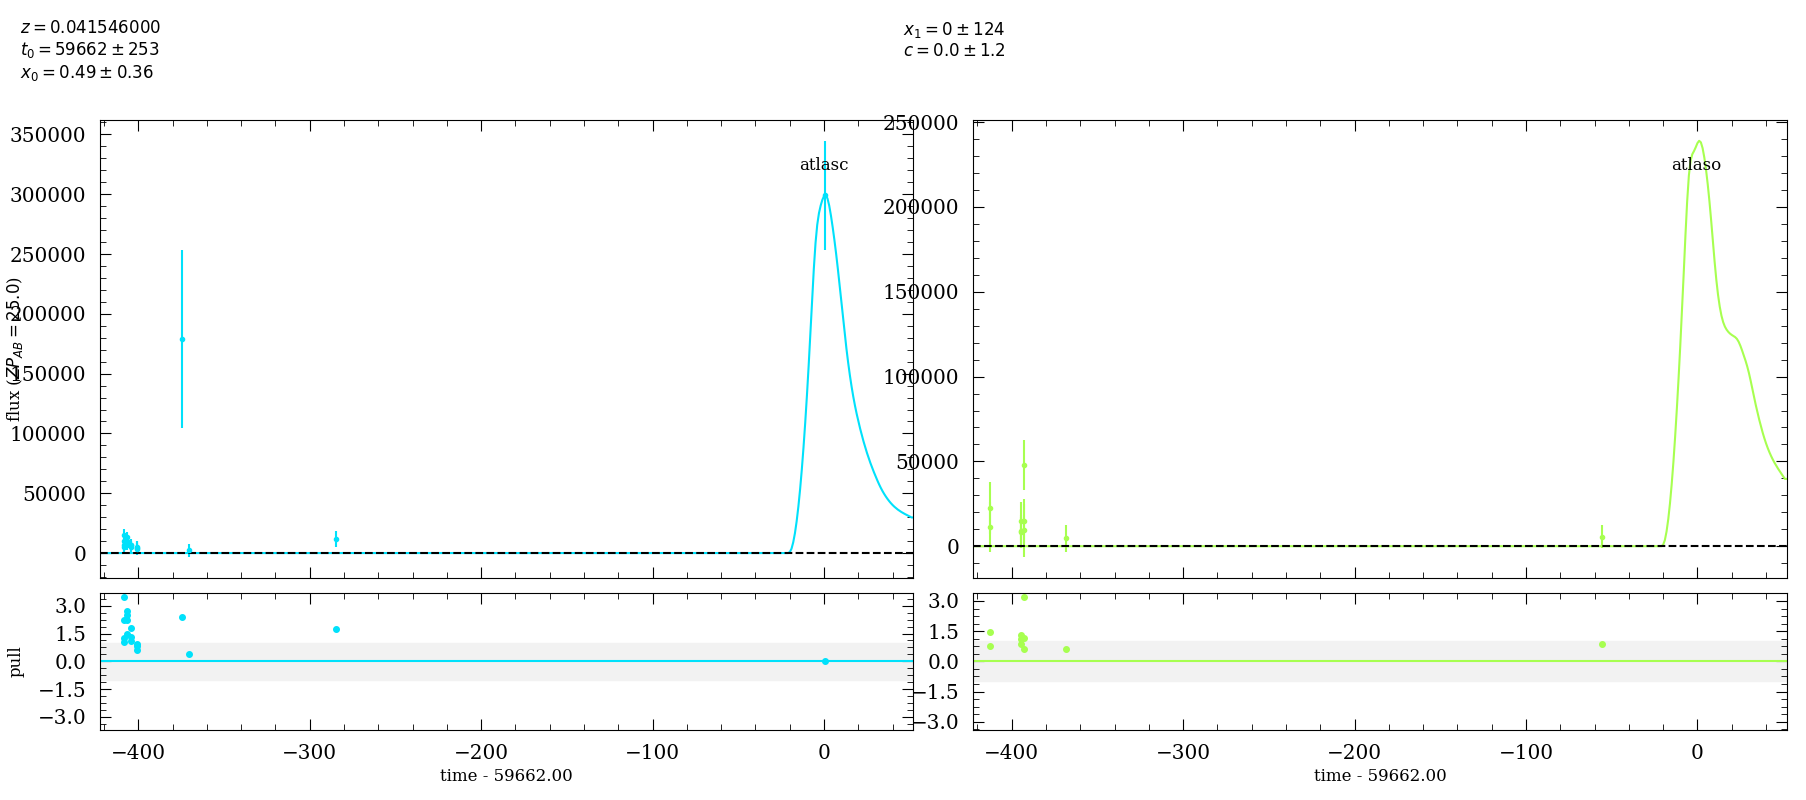 z = 0.041546000
t₀ = 59662 ± 253
x₀ = 0.49 ± 0.36
x₁ = 0 ± 124
c = 0.0 ± 1.2
atlasc
350000
300000
250000
200000
150000
100000
50000
0
flux (ZP_AB = 25.0)
atlaso
250000
200000
150000
100000
50000
0
3.0
1.5
0.0
−1.5
−3.0
pull
3.0
1.5
0.0
−1.5
−3.0
−400 −300 −200 −100 0
time - 59662.00
−400 −300 −200 −100 0
time - 59662.00